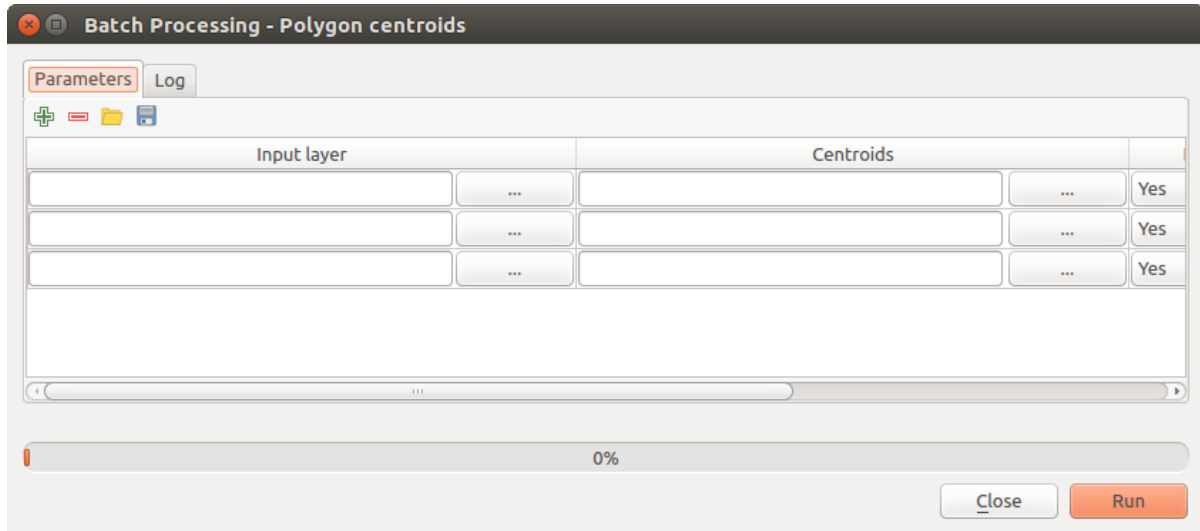 Batch Processing - Polygon centroids
Parameters Log
Input layer Centroids
... ... Yes
... ... Yes
... ... Yes
0%
Close Run